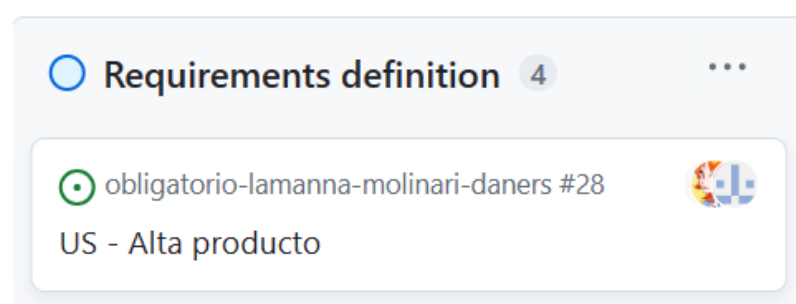 Requirements definition 4
obligatorio-lamanna-molinari-daners #28
US - Alta producto